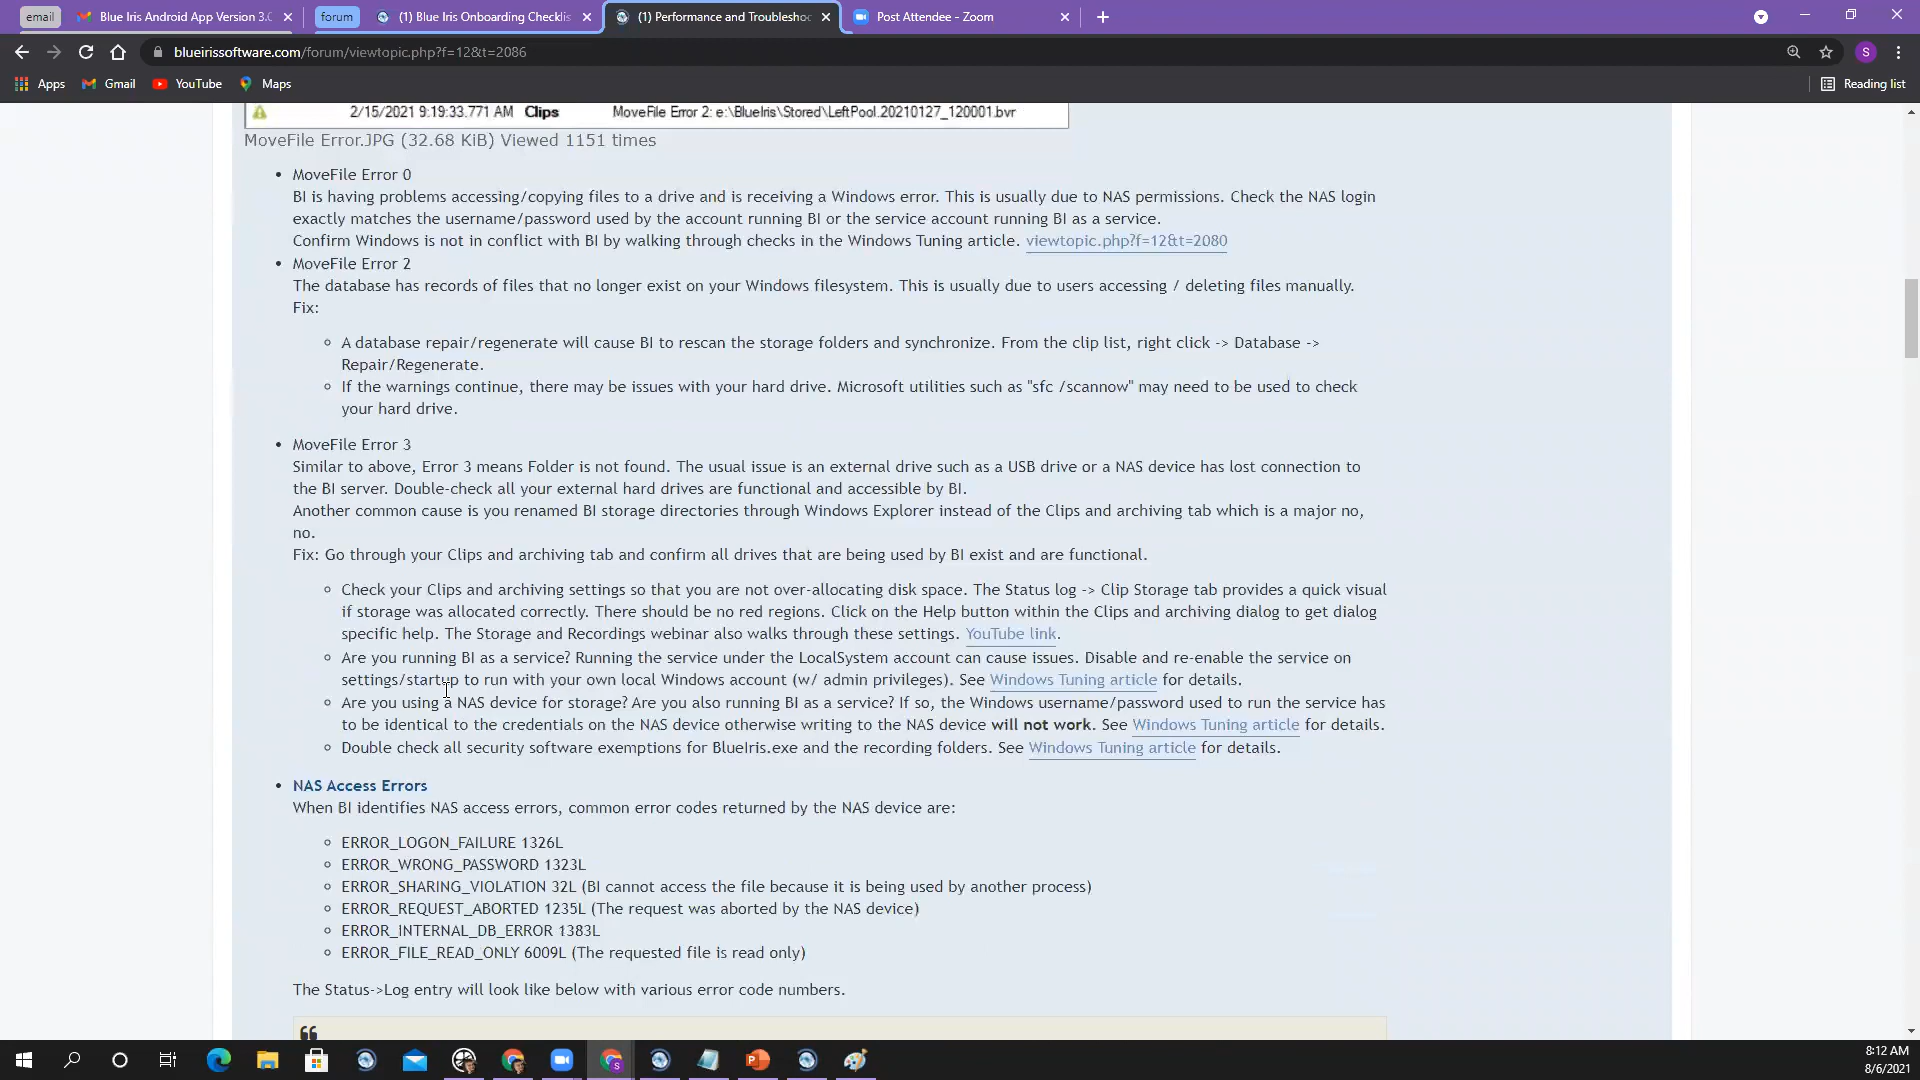 email
Blue Iris Android App Version 3.0
forum
(1) Blue Iris Onboarding Checklis
(1) Performance and Troubleshoo
Post Attendee - Zoom
blueirissoftware.com/forum/viewtopic.php?f=12&t=2086
S
Apps
Gmail
YouTube
Maps
Reading list
2/15/2021 9:19:33.771 AM Clips MoveFile Error 2: e:\BlueIris\Stored\LeftPool.20210127_120001.bvr
MoveFile Error.JPG (32.68 KiB) Viewed 1151 times
• MoveFile Error 0
BI is having problems accessing/copying files to a drive and is receiving a Windows error. This is usually due to NAS permissions. Check the NAS login
exactly matches the username/password used by the account running BI or the service account running BI as a service.
Confirm Windows is not in conflict with BI by walking through checks in the Windows Tuning article. viewtopic.php?f=12&t=2080
• MoveFile Error 2
The database has records of files that no longer exist on your Windows filesystem. This is usually due to users accessing / deleting files manually.
Fix:
◦ A database repair/regenerate will cause BI to rescan the storage folders and synchronize. From the clip list, right click -> Database ->
Repair/Regenerate.
◦ If the warnings continue, there may be issues with your hard drive. Microsoft utilities such as "sfc /scannow" may need to be used to check
your hard drive.
• MoveFile Error 3
Similar to above, Error 3 means Folder is not found. The usual issue is an external drive such as a USB drive or a NAS device has lost connection to
the BI server. Double-check all your external hard drives are functional and accessible by BI.
Another common cause is you renamed BI storage directories through Windows Explorer instead of the Clips and archiving tab which is a major no,
no.
Fix: Go through your Clips and archiving tab and confirm all drives that are being used by BI exist and are functional.
◦ Check your Clips and archiving settings so that you are not over-allocating disk space. The Status log -> Clip Storage tab provides a quick visual
if storage was allocated correctly. There should be no red regions. Click on the Help button within the Clips and archiving dialog to get dialog
specific help. The Storage and Recordings webinar also walks through these settings. YouTube link.
◦ Are you running BI as a service? Running the service under the LocalSystem account can cause issues. Disable and re-enable the service on
settings/startup to run with your own local Windows account (w/ admin privileges). See Windows Tuning article for details.
◦ Are you using a NAS device for storage? Are you also running BI as a service? If so, the Windows username/password used to run the service has
to be identical to the credentials on the NAS device otherwise writing to the NAS device will not work. See Windows Tuning article for details.
◦ Double check all security software exemptions for BlueIris.exe and the recording folders. See Windows Tuning article for details.
• NAS Access Errors
When BI identifies NAS access errors, common error codes returned by the NAS device are:
◦ ERROR_LOGON_FAILURE 1326L
◦ ERROR_WRONG_PASSWORD 1323L
◦ ERROR_SHARING_VIOLATION 32L (BI cannot access the file because it is being used by another process)
◦ ERROR_REQUEST_ABORTED 1235L (The request was aborted by the NAS device)
◦ ERROR_INTERNAL_DB_ERROR 1383L
◦ ERROR_FILE_READ_ONLY 6009L (The requested file is read only)
The Status->Log entry will look like below with various error code numbers.
8:12 AM
8/6/2021